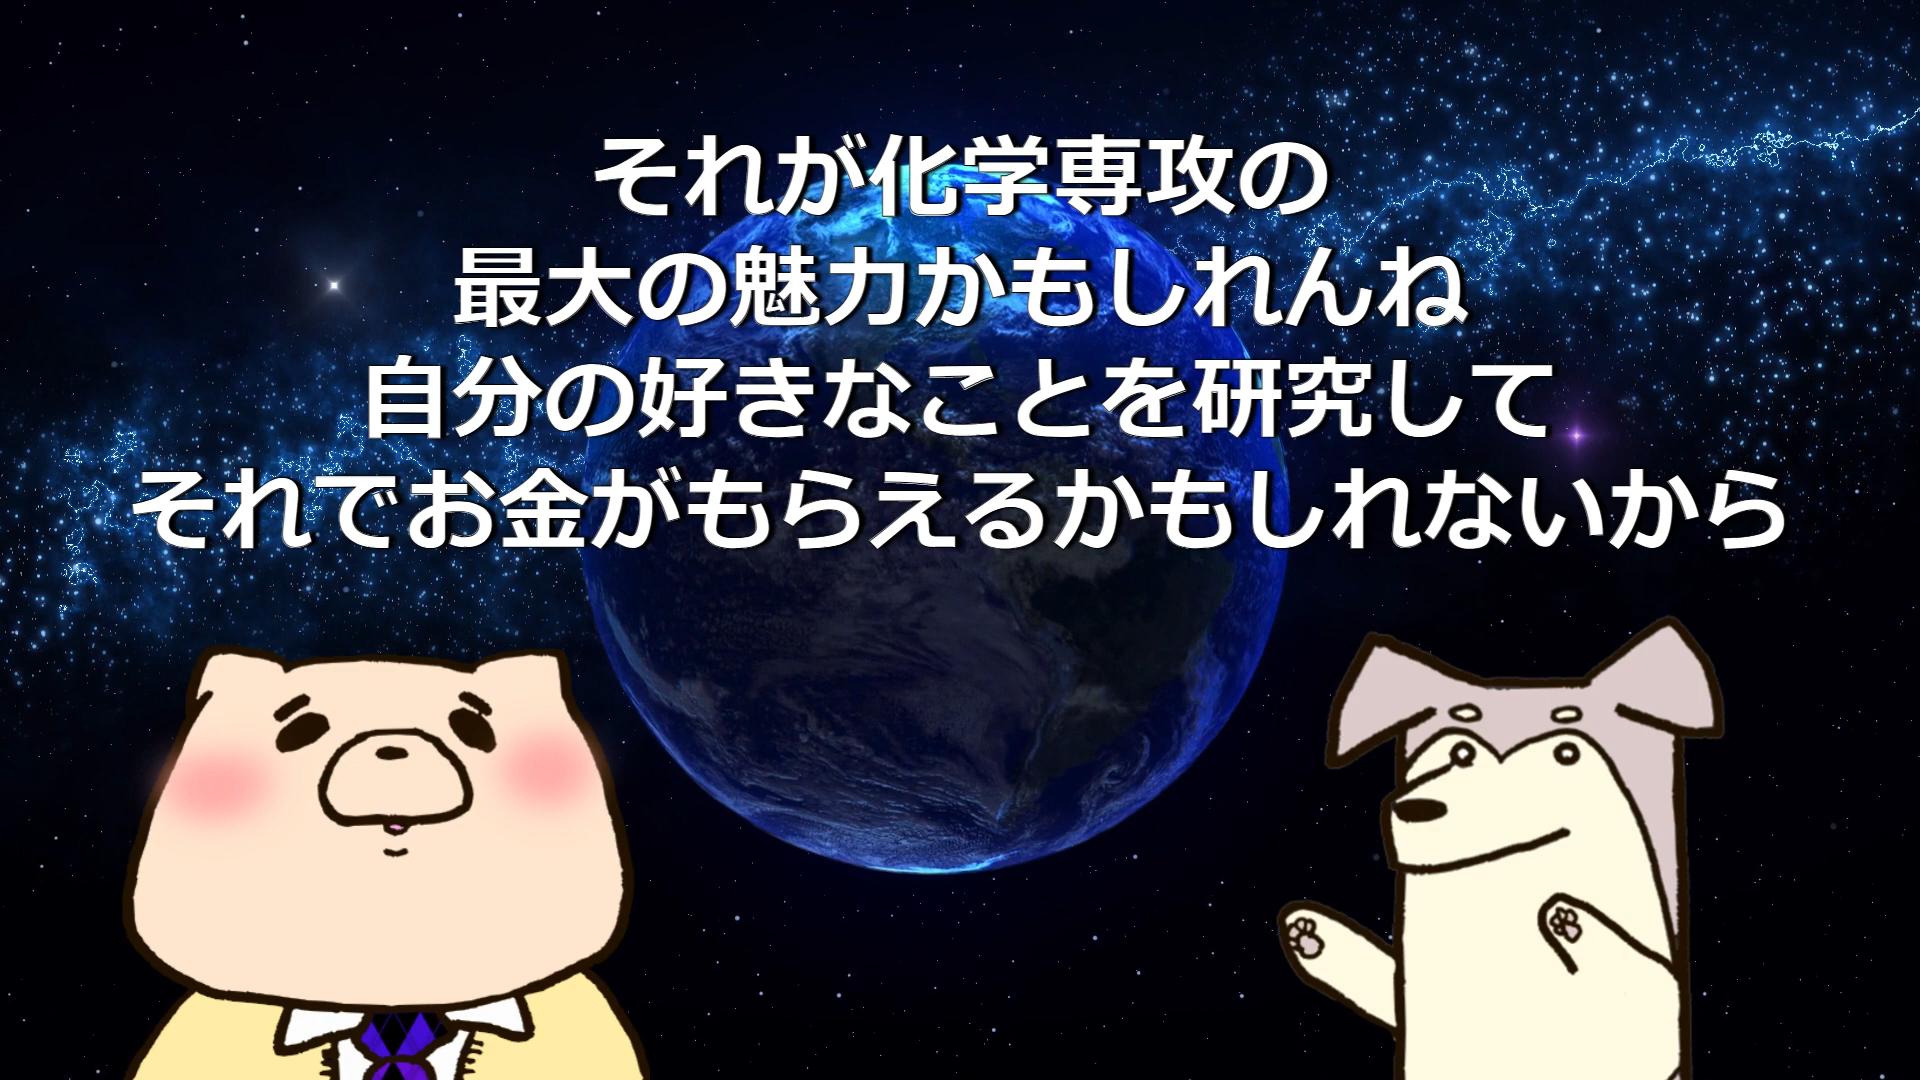 それが化学専攻の
最大の魅力かもしれんね
自分の好きなことを研究して
それでお金がもらえるかもしれないから